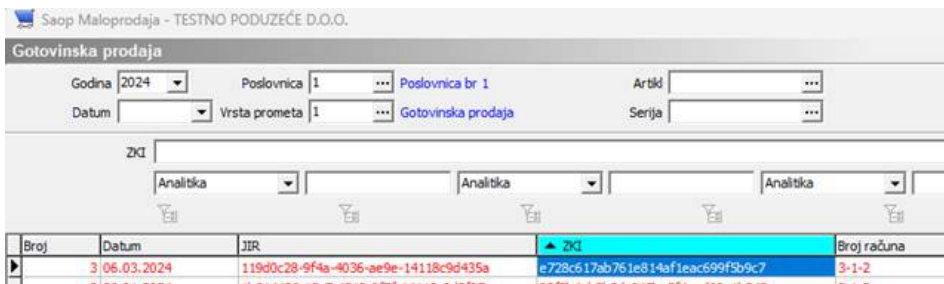 Saop Maloprodaja - TESTNO PODUZEĆE D.O.O.
Gotovinska prodaja
Godina 2024 Poslovnica 1 ... Poslovnica br 1 Artikl ...
Datum Vrsta prometa 1 ... Gotovinska prodaja Serija ...
ZKI
Analitika Analitika Analitika
Broj Datum JIR ZKI Broj računa
3 06.03.2024 119d0c28-9f4a-4036-ae9e-14118c9d435a e728c617ab761e814af1eac699f5b9c7 3-1-2